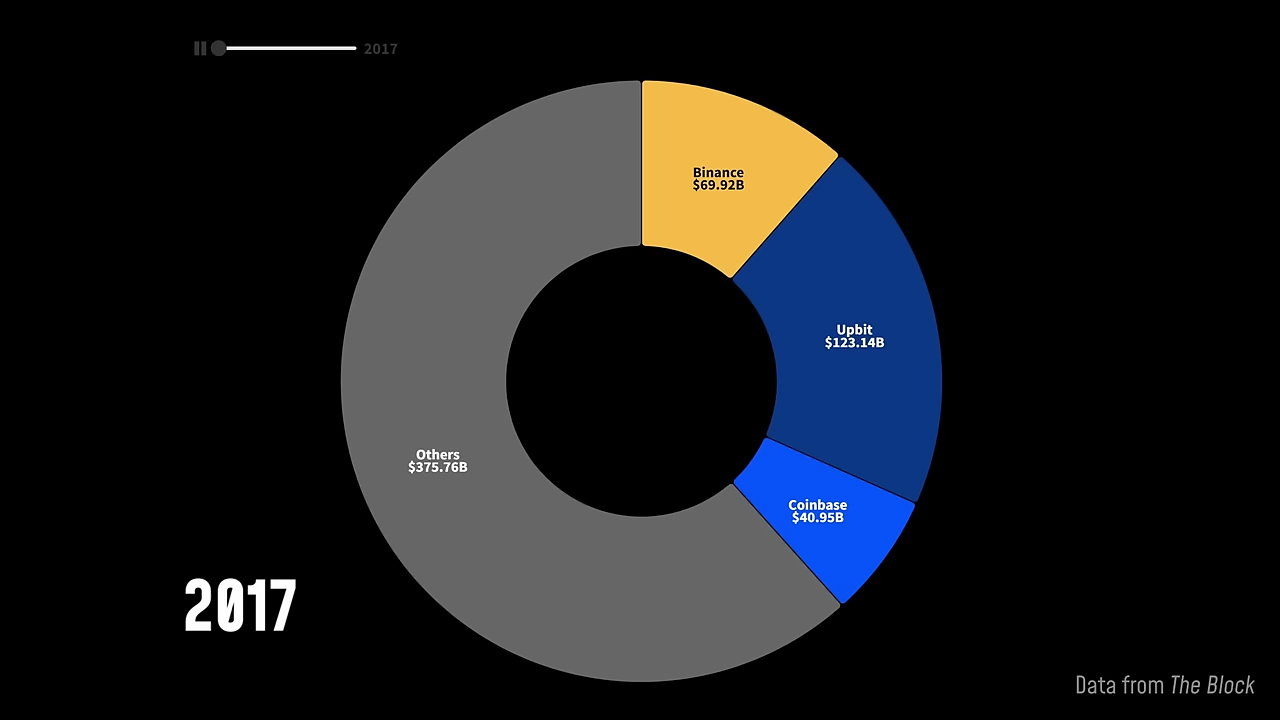 2017
Binance
$69.92B
Upbit
$123.14B
Others
$375.76B
Coinbase
$40.95B
2017
Data from The Block